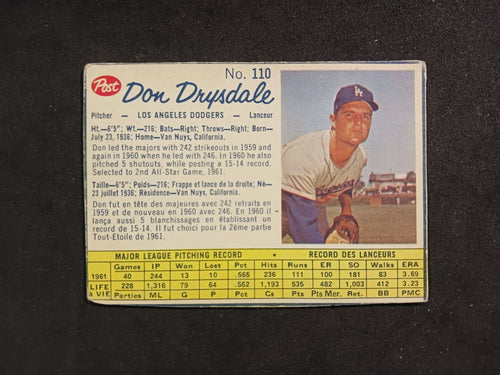 No. 110
Post
Don Drysdale
Pitcher - LOS ANGELES DODGERS - Lanceur
Ht.—6'5"; Wt.—216; Bats—Right; Throws—Right; Born—
July 23, 1936; Home—Van Nuys, California.
Don led the majors with 242 strikeouts in 1959 and
again in 1960 when he led with 246. In 1960 he also
pitched 5 shutouts, while posting a 15-14 record.
Selected to 2nd All-Star Game, 1961.
Taille—6'5"; Poids—216; Frappe et lance de la droite; Né—
23 juillet 1936; Résidence—Van Nuys, California.
Don fut en tête des majeures avec 242 retraits en
1959 et de nouveau en 1960 avec 246. En 1960 il
lança aussi 5 blanchissages en établissant un record
de 15-14. Il fut choici pour la 2ème partie
Tout-Etoile de 1961.
MAJOR LEAGUE PITCHING RECORD • RECORD DES LANCEURS
Games IP Won Lost Pct. Hits Runs ER SO Walks ERA
1961 40 244 13 10 .565 236 111 100 181 83 3.69
LIFE & VIE 228 1,316 79 64 .552 1,193 535 482 1,003 412 3.23
Parties ML G P % Cps surs Pts Pts Mer. Ret. BB PMC